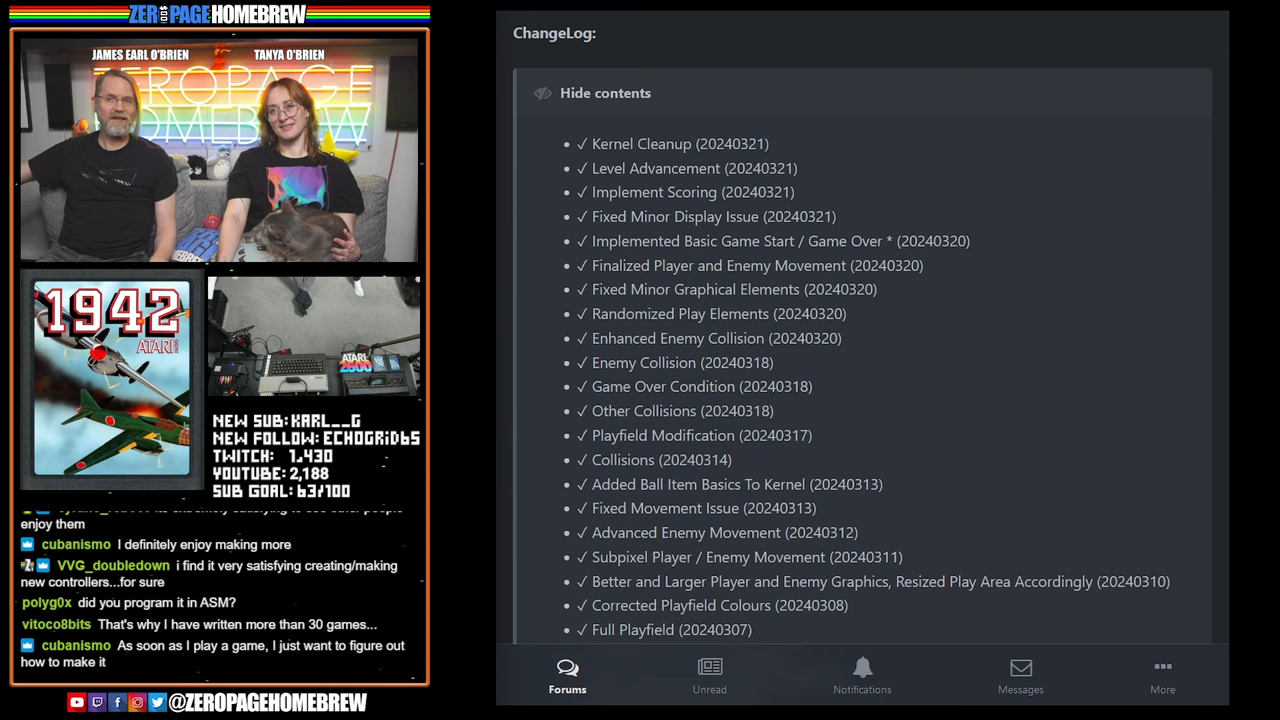 ZEROPAGE HOMEBREW
JAMES EARL O'BRIEN
TANYA O'BRIEN
ZEROPAGE
HOMEBREW
1942
ATARI
ATARI
2600
NEW SUB: KARL__G
NEW FOLLOW: ECHOGRID65
TWITCH: 1,430
YOUTUBE: 2,188
SUB GOAL: 63/100
enjoy them
cubanismo I definitely enjoy making more
VVG_doubledown i find it very satisfying creating/making
new controllers...for sure
polyg0x did you program it in ASM?
vitoco8bits That's why I have written more than 30 games...
cubanismo As soon as I play a game, I just want to figure out
how to make it
@ZEROPAGEHOMEBREW
ChangeLog:
Hide contents
• ✓ Kernel Cleanup (20240321)
• ✓ Level Advancement (20240321)
• ✓ Implement Scoring (20240321)
• ✓ Fixed Minor Display Issue (20240321)
• ✓ Implemented Basic Game Start / Game Over * (20240320)
• ✓ Finalized Player and Enemy Movement (20240320)
• ✓ Fixed Minor Graphical Elements (20240320)
• ✓ Randomized Play Elements (20240320)
• ✓ Enhanced Enemy Collision (20240320)
• ✓ Enemy Collision (20240318)
• ✓ Game Over Condition (20240318)
• ✓ Other Collisions (20240318)
• ✓ Playfield Modification (20240317)
• ✓ Collisions (20240314)
• ✓ Added Ball Item Basics To Kernel (20240313)
• ✓ Fixed Movement Issue (20240313)
• ✓ Advanced Enemy Movement (20240312)
• ✓ Subpixel Player / Enemy Movement (20240311)
• ✓ Better and Larger Player and Enemy Graphics, Resized Play Area Accordingly (20240310)
• ✓ Corrected Playfield Colours (20240308)
• ✓ Full Playfield (20240307)
Forums
Unread
Notifications
Messages
More